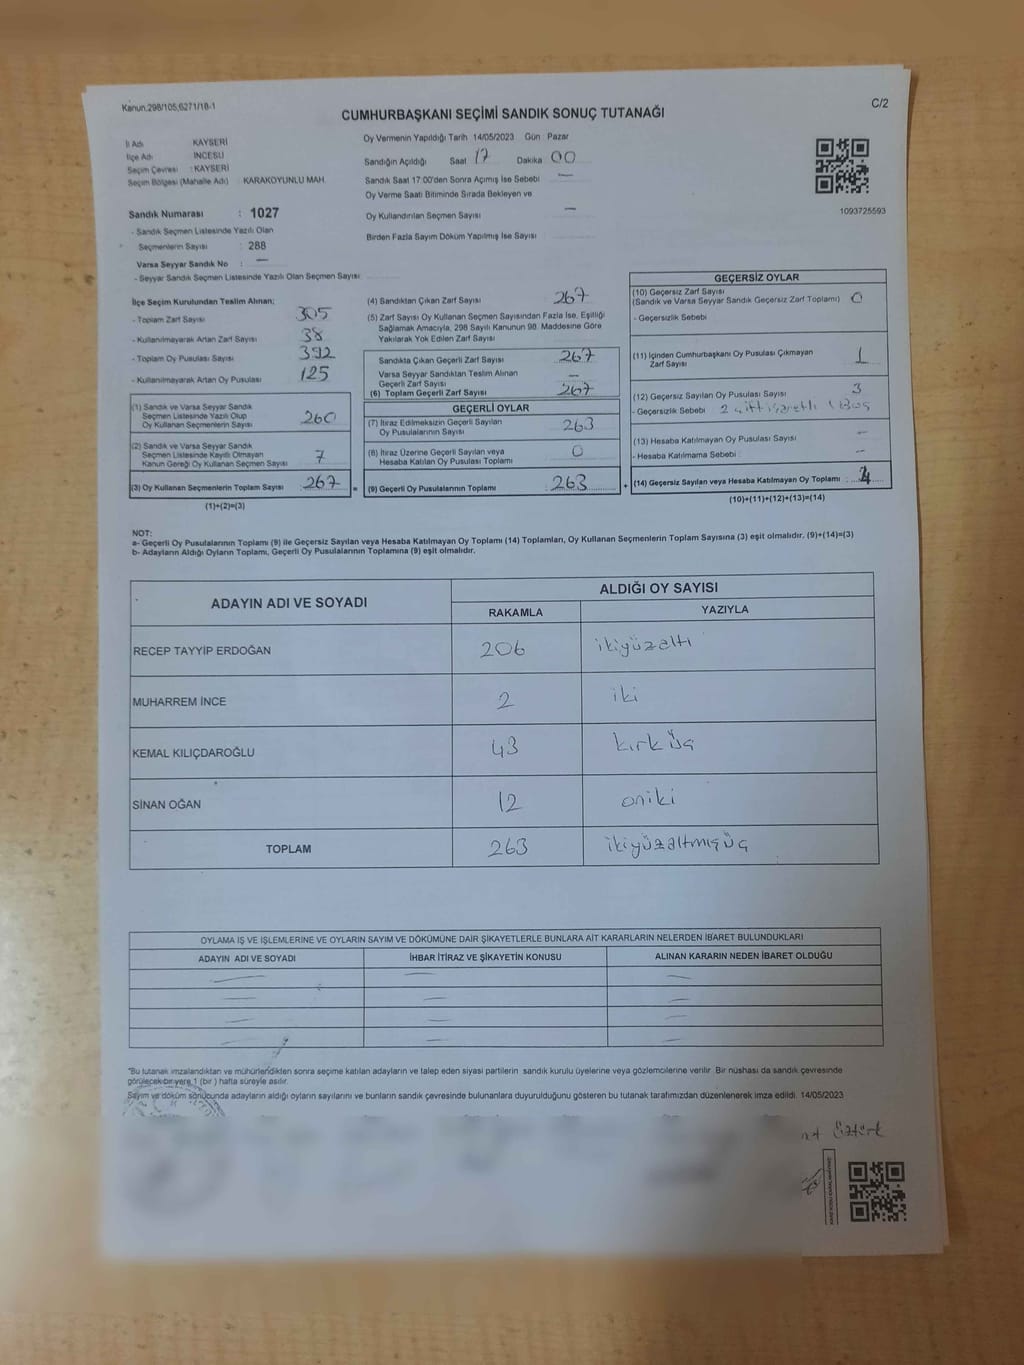 Kanun.298/105,6271/18-1
C/2
CUMHURBAŞKANI SEÇİMİ SANDIK SONUÇ TUTANAĞI
İl Adı KAYSERİ
İlçe Adı İNCESU
Seçim Çevresi : KAYSERİ
Seçim Bölgesi (Mahalle Adı) : KARAKOYUNLU MAH.
Sandık Numarası : 1027
- Sandık Seçmen Listesinde Yazılı Olan
Seçmenlerin Sayısı : 288
Varsa Seyyar Sandık No : —
- Seyyar Sandık Seçmen Listesinde Yazılı Olan Seçmen Sayısı
Oy Vermenin Yapıldığı Tarih 14/05/2023 Gün Pazar
Sandığın Açıldığı Saat 17 Dakika 00
Sandık Saat 17:00'den Sonra Açımış İse Sebebi —
Oy Verme Saati Bitiminde Sırada Bekleyen ve
Oy Kullandırılan Seçmen Sayısı —
Birden Fazla Sayım Döküm Yapılmış İse Sayısı
1093725593
İlçe Seçim Kurulundan Teslim Alınan;
- Toplam Zarf Sayısı 305
- Kullanılmayarak Artan Zarf Sayısı 38
- Toplam Oy Pusulası Sayısı 392
- Kullanılmayarak Artan Oy Pusulası 125
(1) Sandık ve Varsa Seyyar Sandık
Seçmen Listesinde Yazılı Olup
Oy Kullanan Seçmenlerin Sayısı 260
(2) Sandık ve Varsa Seyyar Sandık
Seçmen Listesinde Kayıtlı Olmayan
Kanun Gereği Oy Kullanan Seçmen Sayısı 7
(3) Oy Kullanan Seçmenlerin Toplam Sayısı 267 =
(1)+(2)=(3)
(4) Sandıktan Çıkan Zarf Sayısı 267
(5) Zarf Sayısı Oy Kullanan Seçmen Sayısından Fazla İse, Eşitliği
Sağlamak Amacıyla, 298 Sayılı Kanunun 98. Maddesine Göre
Yakılarak Yok Edilen Zarf Sayısı
Sandıkta Çıkan Geçerli Zarf Sayısı 267
Varsa Seyyar Sandıktan Teslim Alınan
Geçerli Zarf Sayısı —
(6) Toplam Geçerli Zarf Sayısı 267
GEÇERLİ OYLAR
(7) İtiraz Edilmeksizin Geçerli Sayılan
Oy Pusulalarının Sayısı 263
(8) İtiraz Üzerine Geçerli Sayılan veya
Hesaba Katılan Oy Pusulası Toplamı 0
(9) Geçerli Oy Pusulalarının Toplamı 263 +
GEÇERSİZ OYLAR
(10) Geçersiz Zarf Sayısı
(Sandık ve Varsa Seyyar Sandık Geçersiz Zarf Toplamı) 0
- Geçersizlik Sebebi
(11) İçinden Cumhurbaşkanı Oy Pusulası Çıkmayan
Zarf Sayısı 1
(12) Geçersiz Sayılan Oy Pusulası Sayısı 3
- Geçersizlik Sebebi 2 çift işaretli 1 Boş
(13) Hesaba Katılmayan Oy Pusulası Sayısı —
- Hesaba Katılmama Sebebi —
(14) Geçersiz Sayılan veya Hesaba Katılmayan Oy Toplamı : 4
(10)+(11)+(12)+(13)=(14)
NOT:
a- Geçerli Oy Pusulalarının Toplamı (9) ile Geçersiz Sayılan veya Hesaba Katılmayan Oy Toplamı (14) Toplamları, Oy Kullanan Seçmenlerin Toplam Sayısına (3) eşit olmalıdır. (9)+(14)=(3)
b- Adayların Aldığı Oyların Toplamı, Geçerli Oy Pusulalarının Toplamına (9) eşit olmalıdır.
ADAYIN ADI VE SOYADI ALDIĞI OY SAYISI
RAKAMLA YAZIYLA
RECEP TAYYİP ERDOĞAN 206 ikiyüzaltı
MUHARREM İNCE 2 iki
KEMAL KILIÇDAROĞLU 43 kırk üç
SİNAN OĞAN 12 oniki
TOPLAM 263 ikiyüzaltmışüç
OYLAMA İŞ VE İŞLEMLERİNE VE OYLARIN SAYIM VE DÖKÜMÜNE DAİR ŞİKAYETLERLE BUNLARA AİT KARARLARIN NELERDEN İBARET BULUNDUKLARI
ADAYIN ADI VE SOYADI İHBAR İTİRAZ VE ŞİKAYETİN KONUSU ALINAN KARARIN NEDEN İBARET OLDUĞU
— — —
— — —
— — —
— — —
"Bu tutanak imzalandıktan ve mühürlendikten sonra seçime katılan adayların ve talep eden siyasi partilerin sandık kurulu üyelerine veya gözlemcilerine verilir. Bir nüshası da sandık çevresinde
görülecek bir yere 1 (bir ) hafta süreyle asılır.
Sayım ve döküm sonucunda adayların aldığı oyların sayılarını ve bunların sandık çevresinde bulunanlara duyurulduğunu gösteren bu tutanak tarafımızdan düzenlenerek imza edildi. 14/05/2023
Öztürk